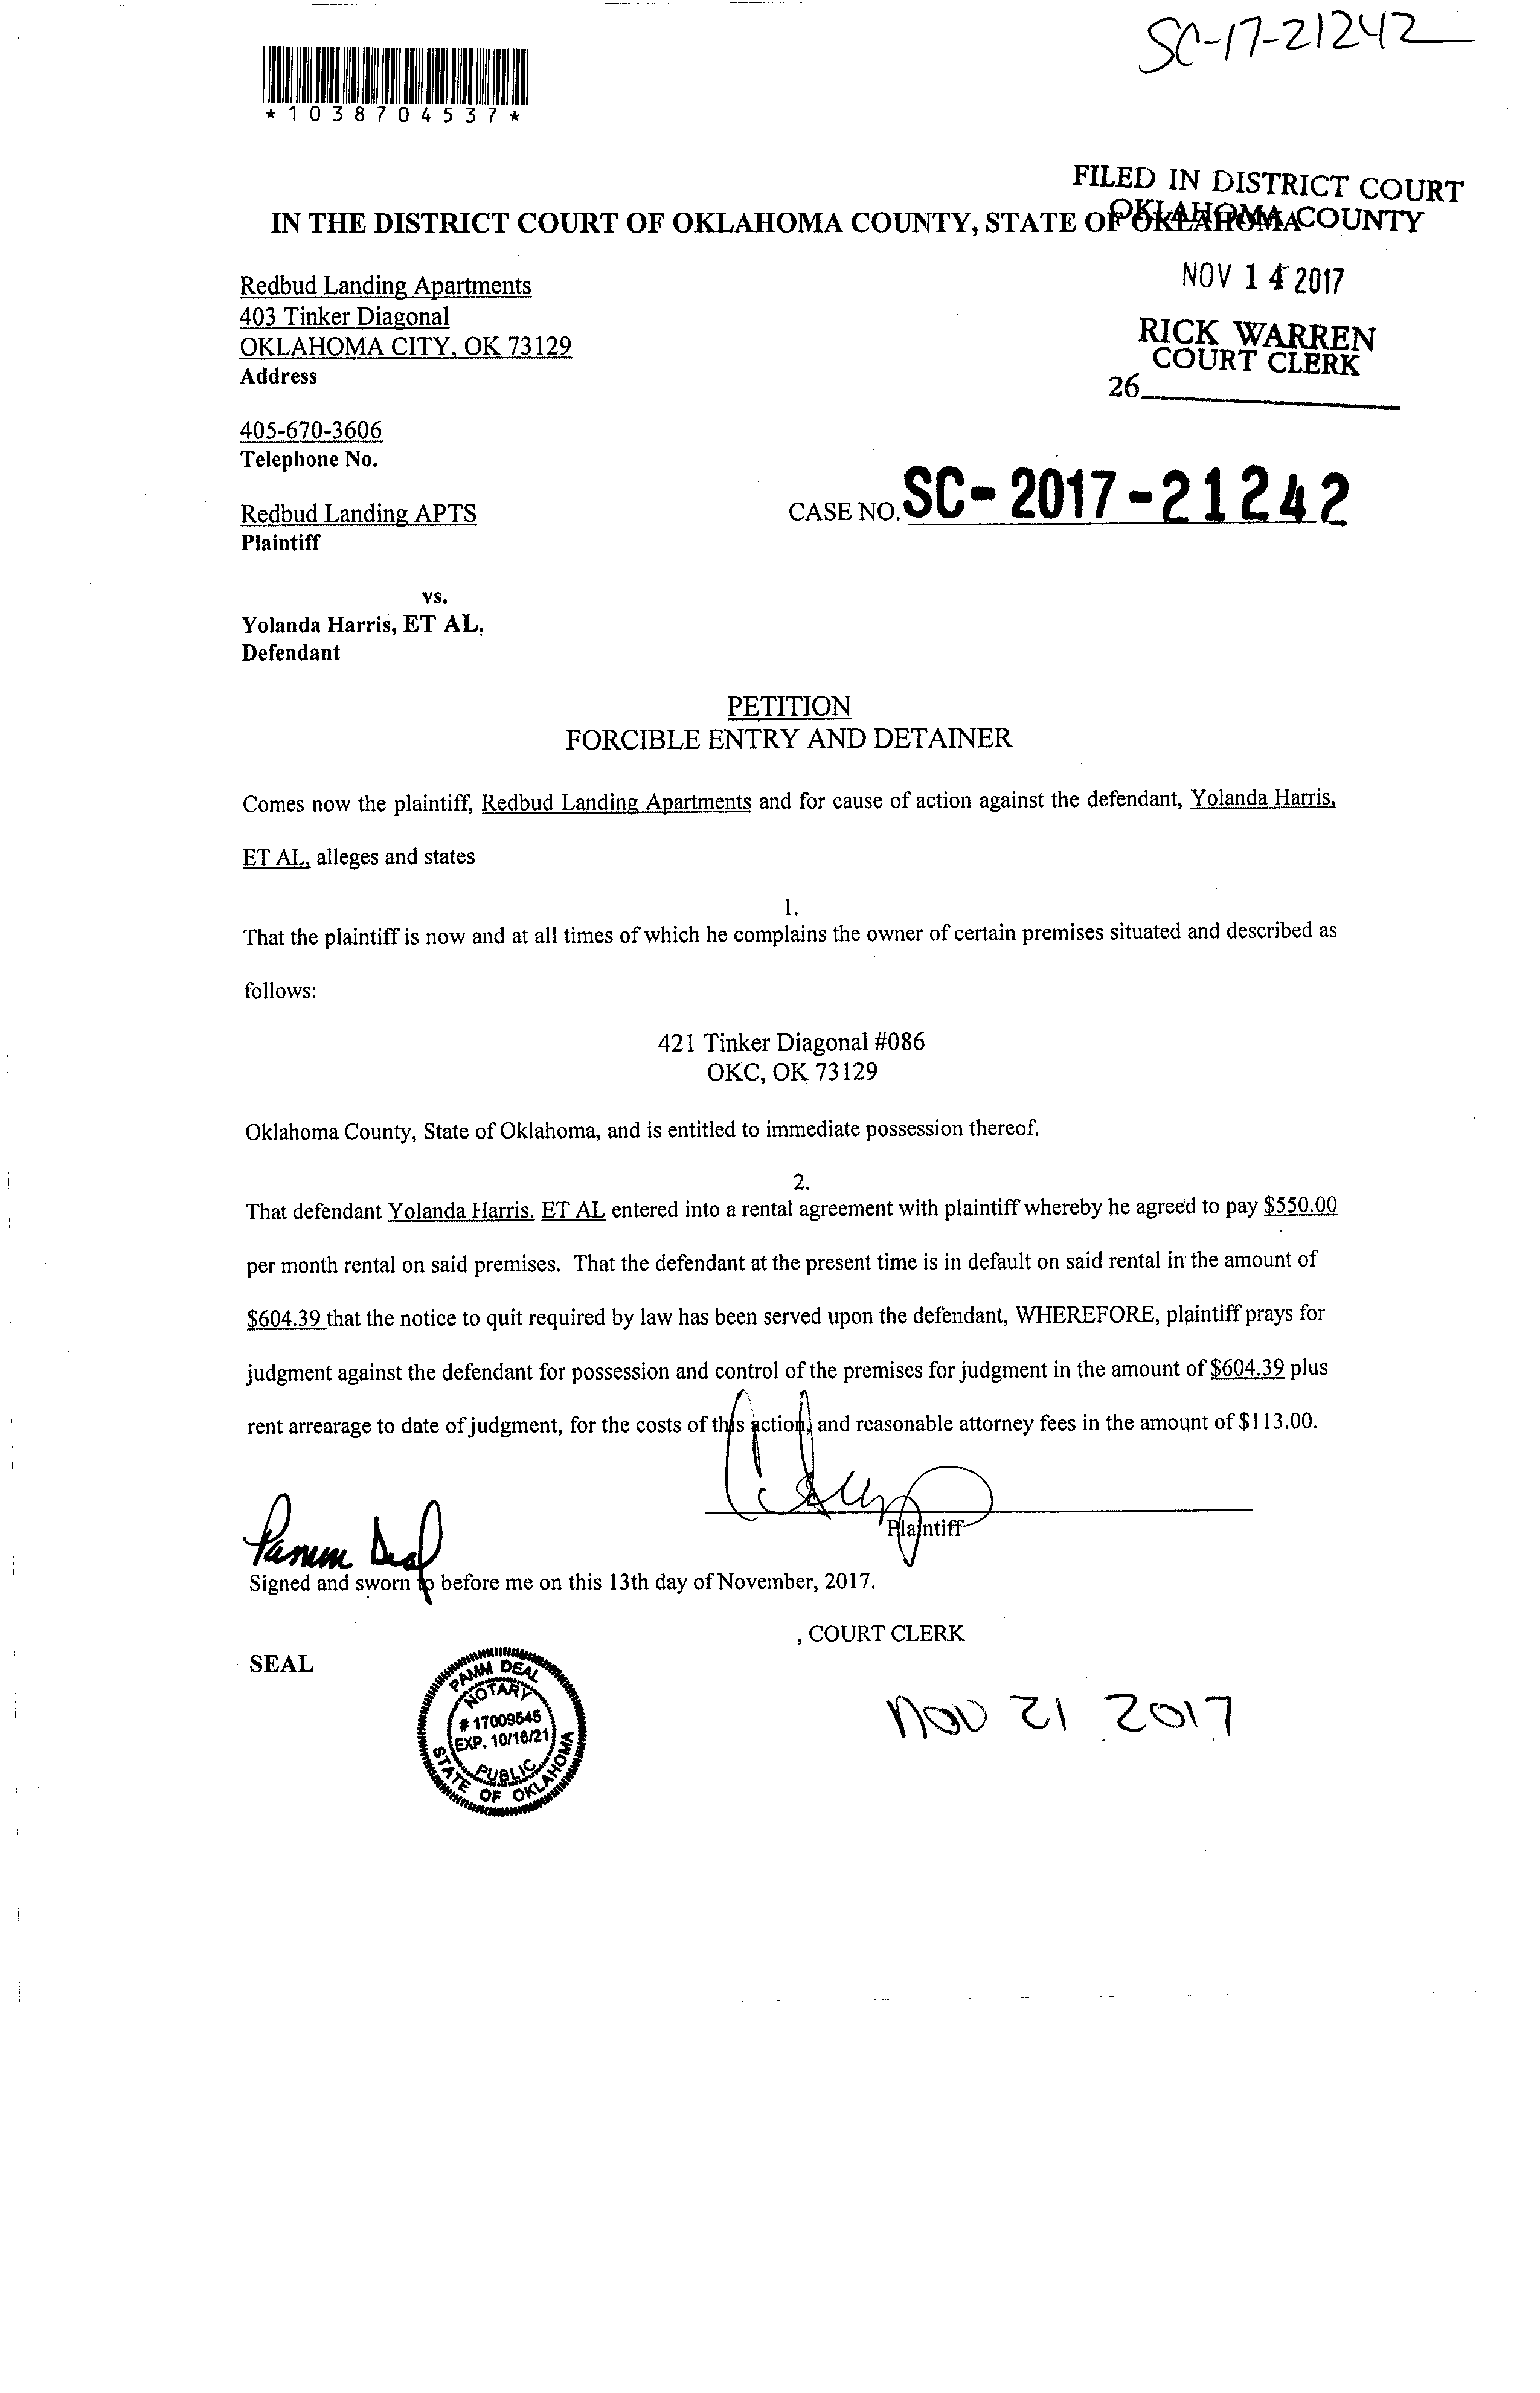 SC-17-21242
*1038704537*
FILED IN DISTRICT COURT
OKLAHOMA COUNTY
IN THE DISTRICT COURT OF OKLAHOMA COUNTY, STATE OF OKLAHOMA
NOV 14 2017
RICK WARREN
COURT CLERK
26
Redbud Landing Apartments
403 Tinker Diagonal
OKLAHOMA CITY, OK 73129
Address
405-670-3606
Telephone No.
CASE NO. SC-2017-21242
Redbud Landing APTS
Plaintiff
vs.
Yolanda Harris, ET AL.
Defendant
PETITION
FORCIBLE ENTRY AND DETAINER
Comes now the plaintiff, Redbud Landing Apartments and for cause of action against the defendant, Yolanda Harris,
ET AL, alleges and states
1.
That the plaintiff is now and at all times of which he complains the owner of certain premises situated and described as
follows:
421 Tinker Diagonal #086
OKC, OK 73129
Oklahoma County, State of Oklahoma, and is entitled to immediate possession thereof.
2.
That defendant Yolanda Harris. ET AL entered into a rental agreement with plaintiff whereby he agreed to pay $550.00
per month rental on said premises. That the defendant at the present time is in default on said rental in the amount of
$604.39 that the notice to quit required by law has been served upon the defendant, WHEREFORE, plaintiff prays for
judgment against the defendant for possession and control of the premises for judgment in the amount of $604.39 plus
rent arrearage to date of judgment, for the costs of this action, and reasonable attorney fees in the amount of $113.00.
Plaintiff
Pamm Deal
Signed and sworn to before me on this 13th day of November, 2017.
, COURT CLERK
SEAL
PAMM DEAL
NOTARY
# 17009545
EXP. 10/16/21
PUBLIC
STATE OF OKLAHOMA
NOV 21 2017